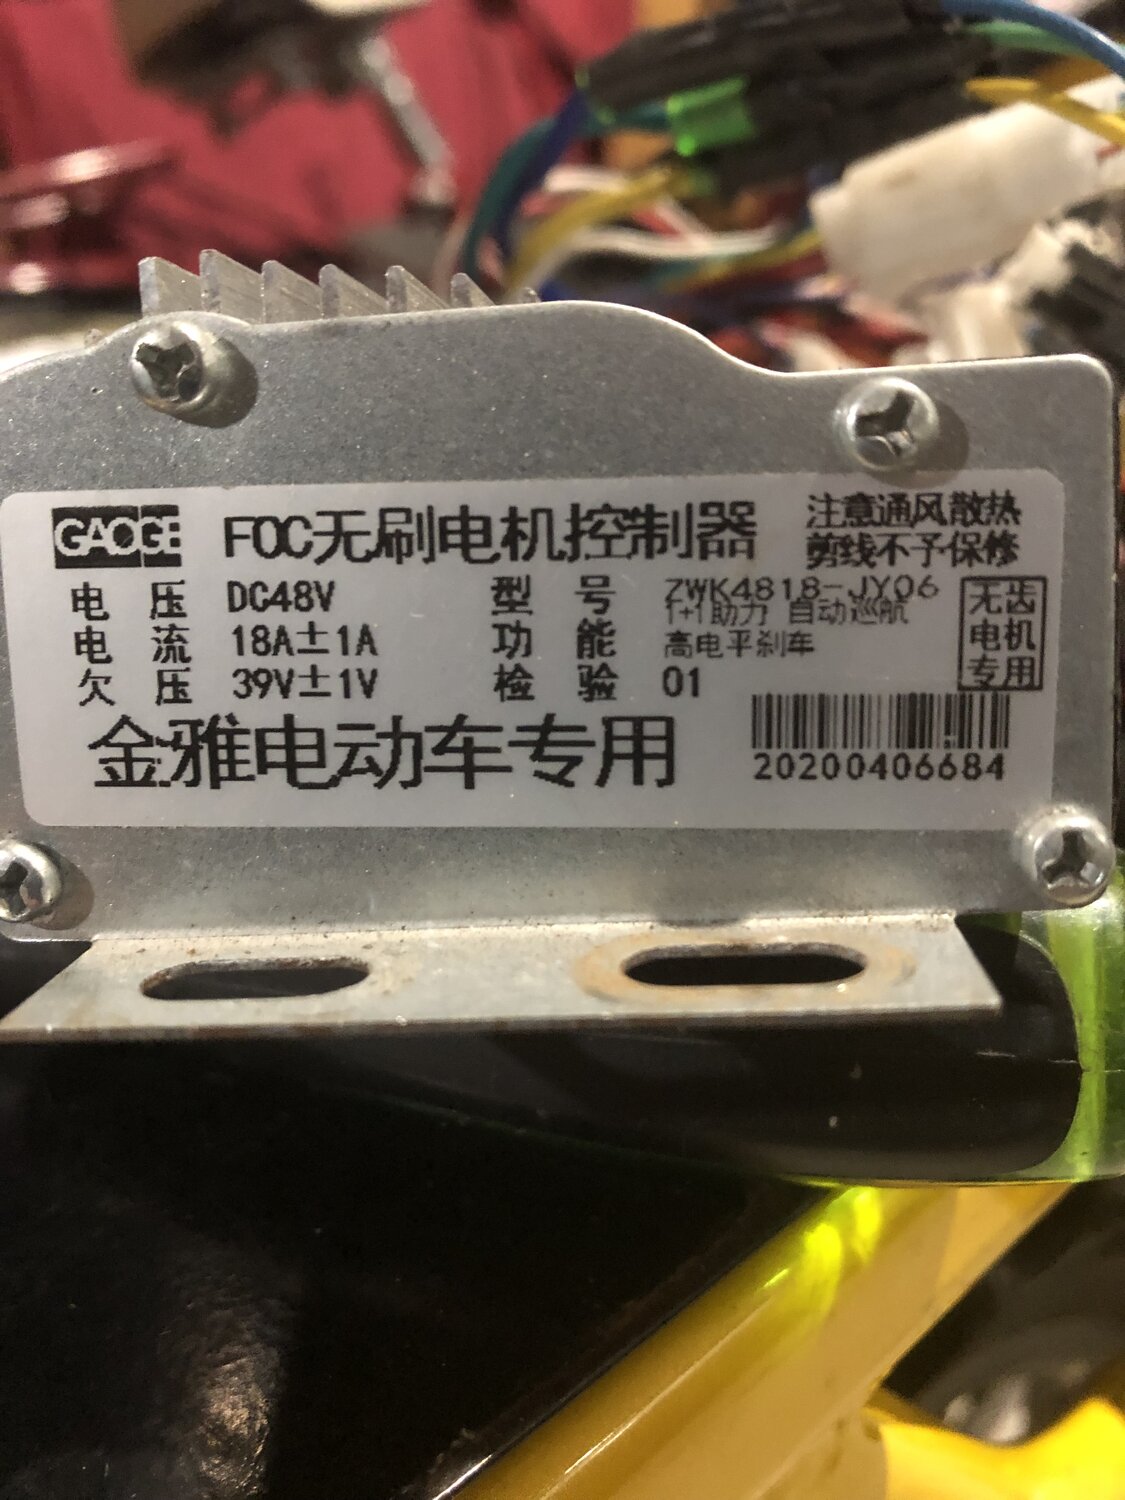 GAOGE FOC无刷电机控制器
注意通风散热
剪线不予保修
电压 DC48V 型号 ZWK4818-JY06
电流 18A±1A 功能 1+1助力 自动巡航
高电平刹车
欠压 39V±1V 检验 01
无齿
电机
专用
金雅电动车专用
20200406684